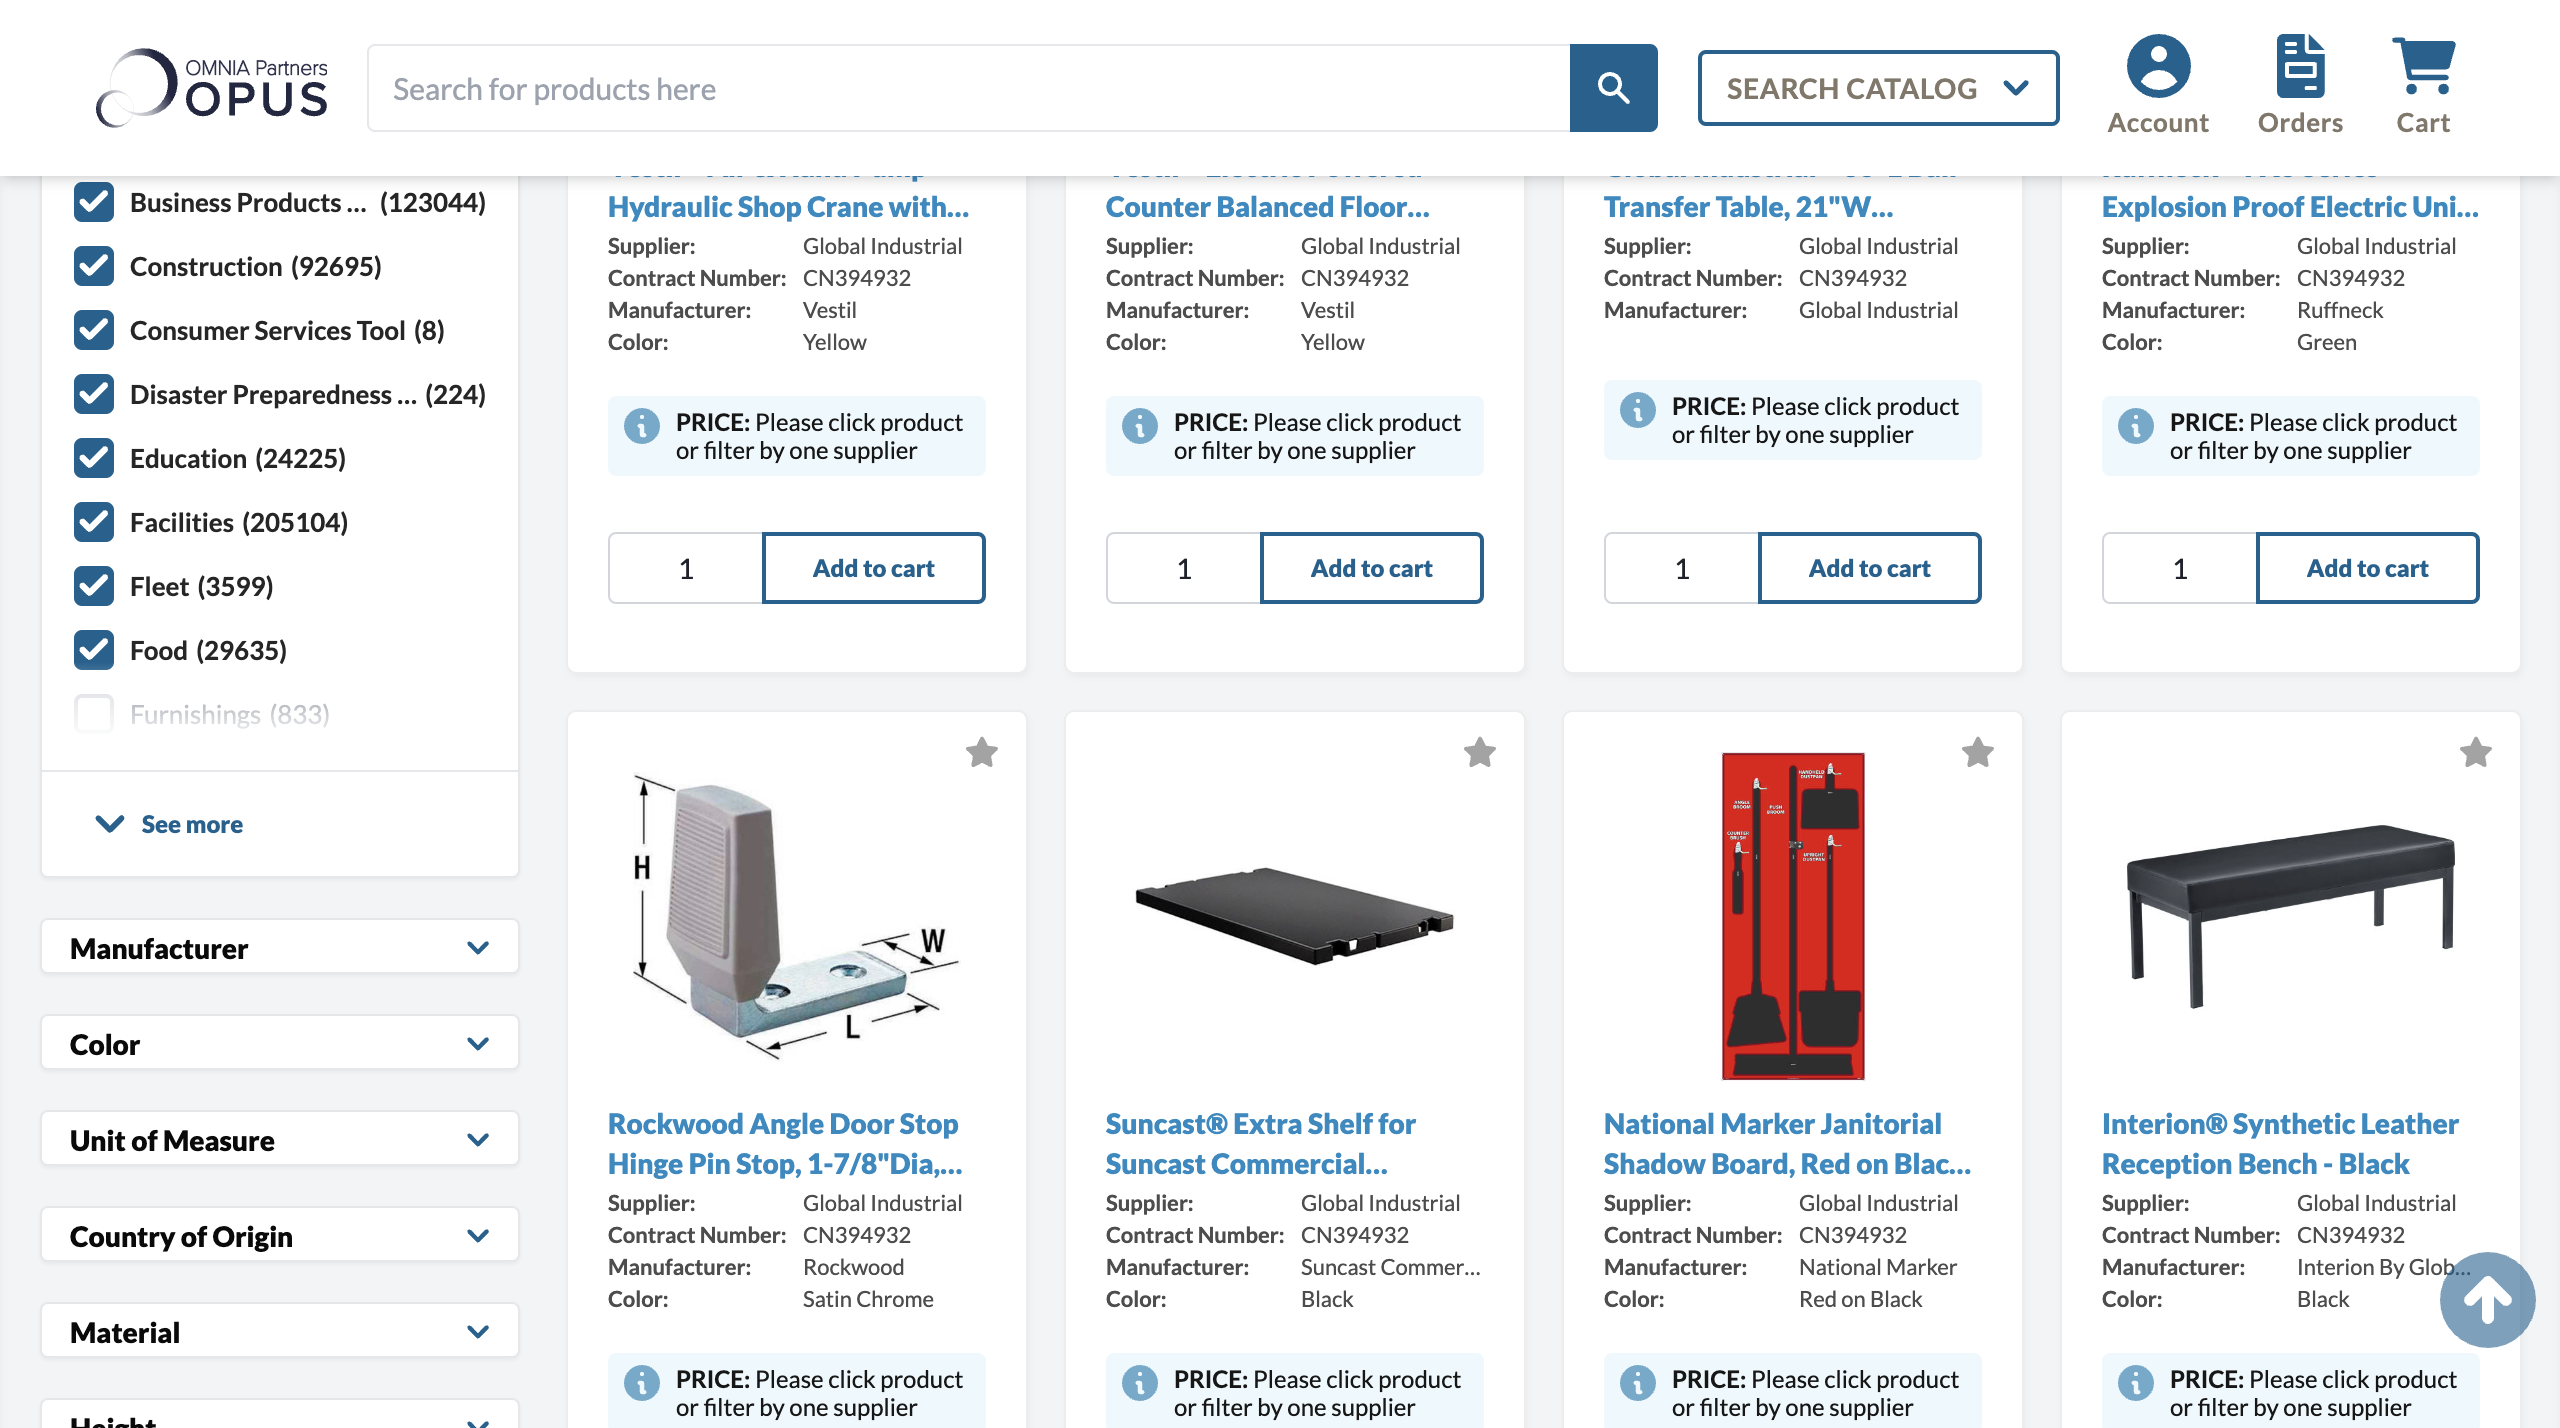 OMNIA Partners
OPUS
Search for products here
SEARCH CATALOG
Account
Orders
Cart
Business Products ... (123044)
Construction (92695)
Consumer Services Tool (8)
Disaster Preparedness ... (224)
Education (24225)
Facilities (205104)
Fleet (3599)
Food (29635)
Furnishings (833)
See more
Manufacturer
Color
Unit of Measure
Country of Origin
Material
Height
Hydraulic Shop Crane with...
Supplier: Global Industrial
Contract Number: CN394932
Manufacturer: Vestil
Color: Yellow
PRICE: Please click product
or filter by one supplier
1 Add to cart
Counter Balanced Floor...
Supplier: Global Industrial
Contract Number: CN394932
Manufacturer: Vestil
Color: Yellow
PRICE: Please click product
or filter by one supplier
1 Add to cart
Transfer Table, 21"W...
Supplier: Global Industrial
Contract Number: CN394932
Manufacturer: Global Industrial
PRICE: Please click product
or filter by one supplier
1 Add to cart
Explosion Proof Electric Uni...
Supplier: Global Industrial
Contract Number: CN394932
Manufacturer: Ruffneck
Color: Green
PRICE: Please click product
or filter by one supplier
1 Add to cart
H
W
L
Rockwood Angle Door Stop
Hinge Pin Stop, 1-7/8"Dia,...
Supplier: Global Industrial
Contract Number: CN394932
Manufacturer: Rockwood
Color: Satin Chrome
PRICE: Please click product
or filter by one supplier
Suncast® Extra Shelf for
Suncast Commercial...
Supplier: Global Industrial
Contract Number: CN394932
Manufacturer: Suncast Commer...
Color: Black
PRICE: Please click product
or filter by one supplier
HANDHELD
DUSTPAN
ANGLE
BROOM
PUSH
BROOM
COUNTER
BRUSH
UPRIGHT
DUSTPAN
National Marker Janitorial
Shadow Board, Red on Blac...
Supplier: Global Industrial
Contract Number: CN394932
Manufacturer: National Marker
Color: Red on Black
PRICE: Please click product
or filter by one supplier
Interion® Synthetic Leather
Reception Bench - Black
Supplier: Global Industrial
Contract Number: CN394932
Manufacturer: Interion By Glob...
Color: Black
PRICE: Please click product
or filter by one supplier